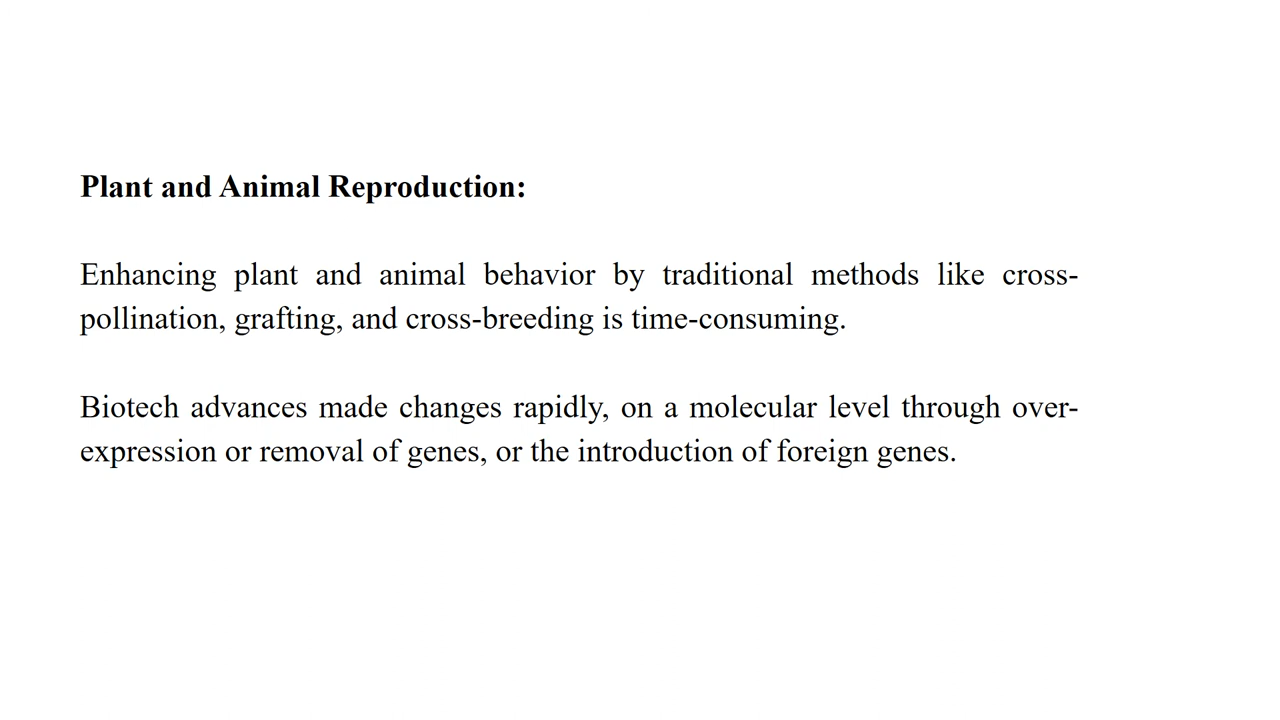 Plant and Animal Reproduction:
Enhancing plant and animal behavior by traditional methods like cross-
pollination, grafting, and cross-breeding is time-consuming.
Biotech advances made changes rapidly, on a molecular level through over-
expression or removal of genes, or the introduction of foreign genes.